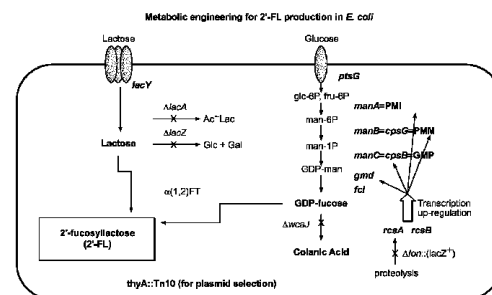 Metabolic engineering for 2'-FL production in E. coli
Lactose
Glucose
lacY
ptsG
glc-6P, fru-6P
manA=PMI
ΔlacA
Ac~Lac
man-6P
manB=cpsG=PMM
ΔlacZ
Lactose
Glc + Gal
man-1P
manC=cpsB=GMP
GDP-man
gmd
fcl
α(1,2)FT
GDP-fucose
Transcription
up-regulation
2'-fucosyllactose
(2'-FL)
ΔwcaJ
rcsA rcsB
Colanic Acid
Δlon::(lacZ+)
proteolysis
thyA::Tn10 (for plasmid selection)